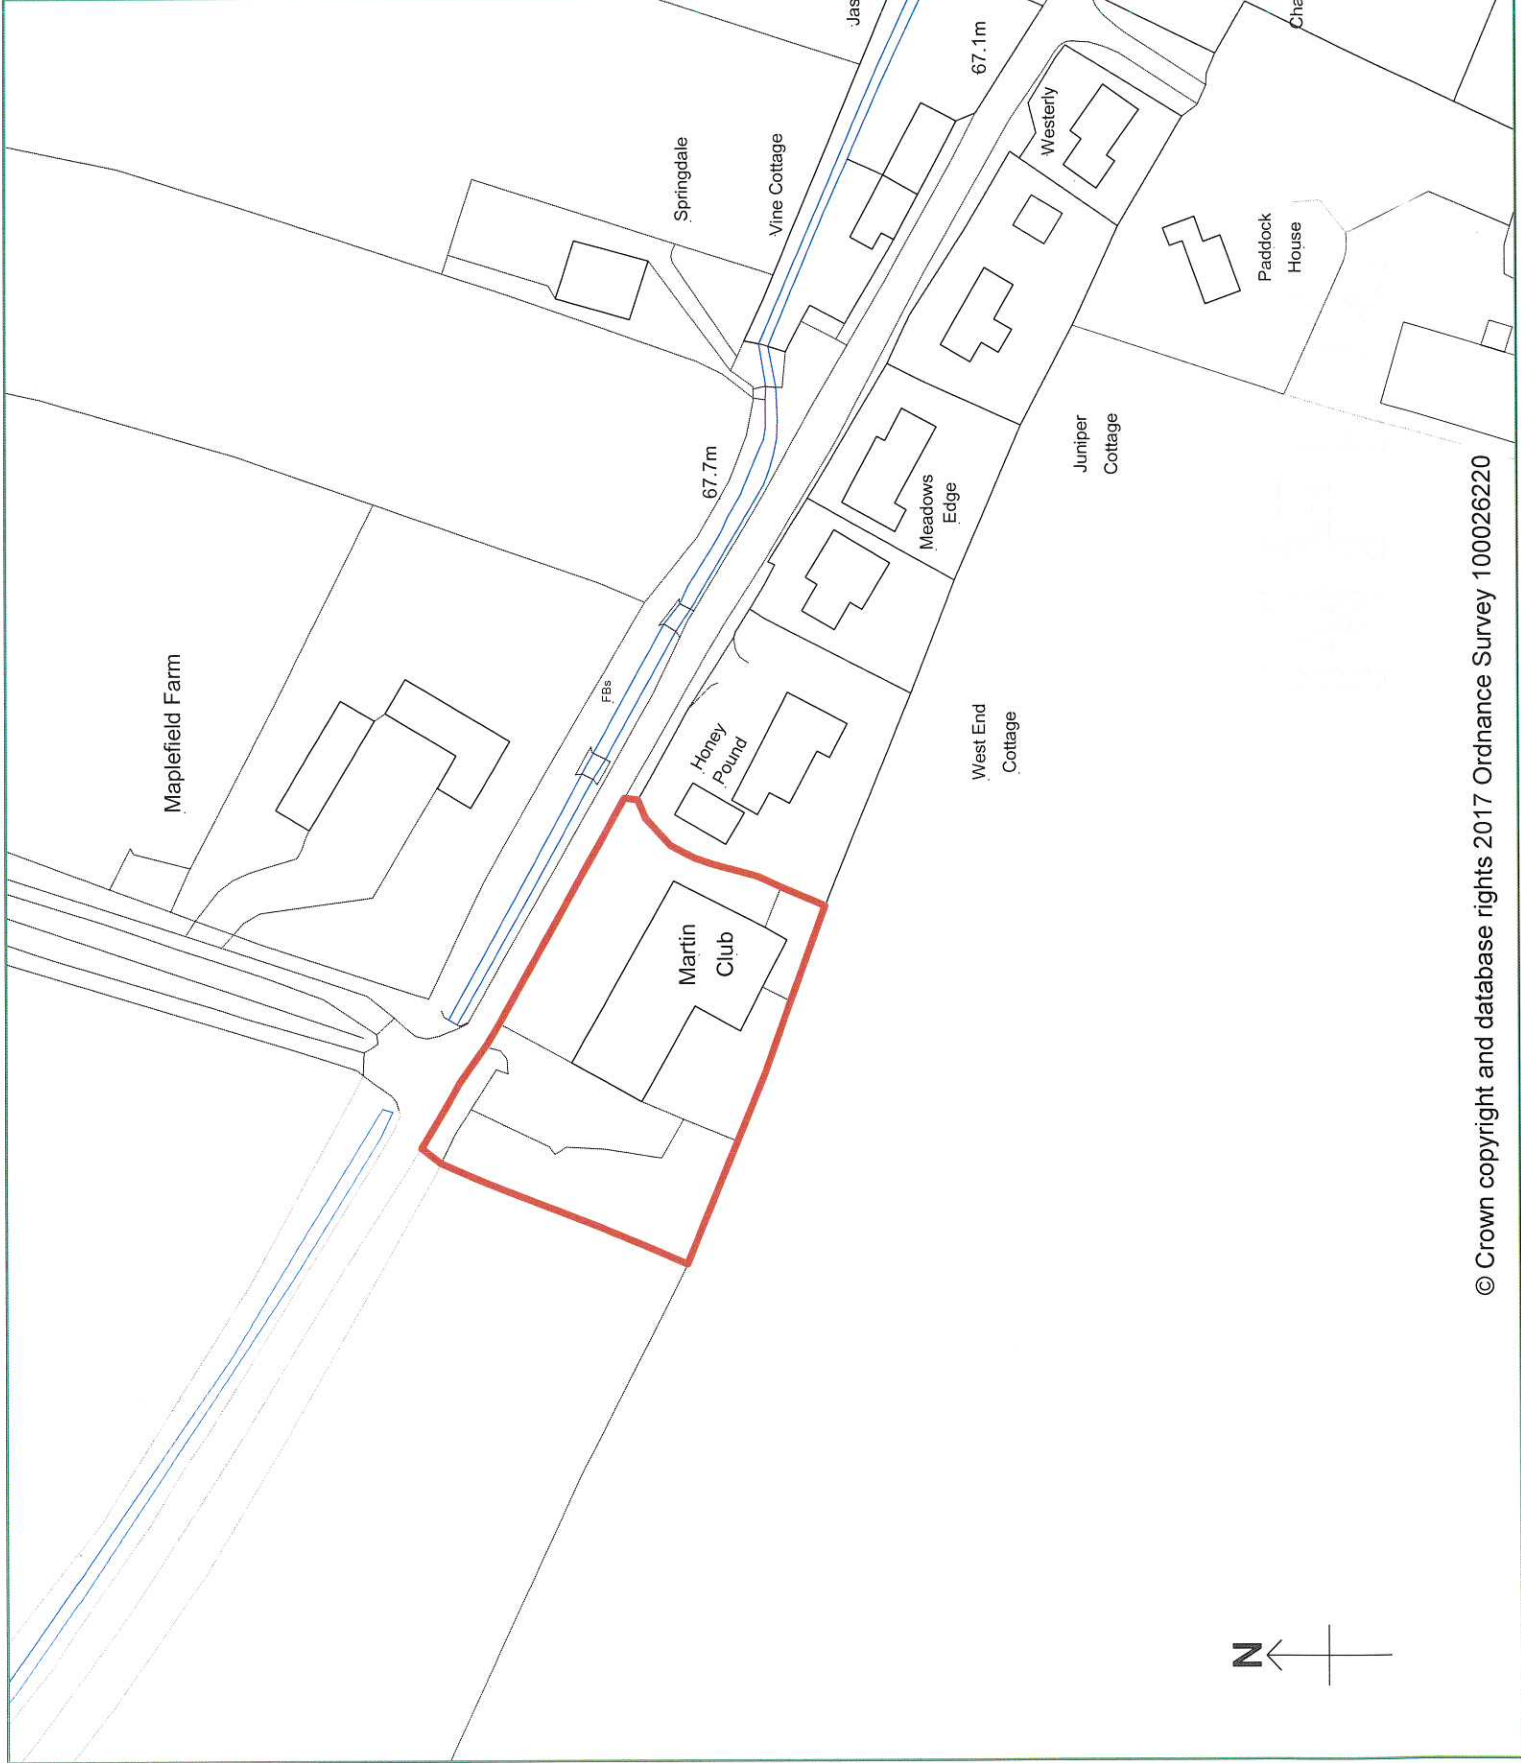 Jas
67.1m
Cha
Westerly
Springdale
Vine Cottage
Paddock
House
67.7m
Juniper
Cottage
Meadows
Edge
Maplefield Farm
FBs
Honey
Pound
West End
Cottage
Martin
Club
N
© Crown copyright and database rights 2017 Ordnance Survey 100026220